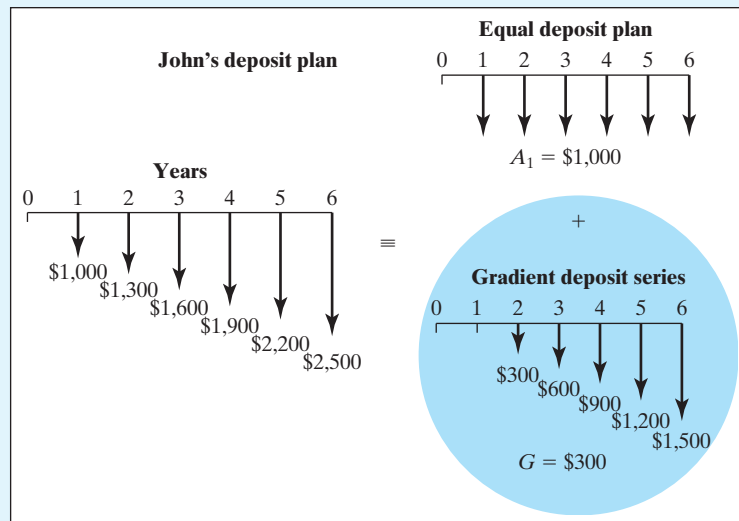 John's deposit plan
Years
0 1 2 3 4 5 6
$1,000
$1,300
$1,600
$1,900
$2,200
$2,500
≡
Equal deposit plan
0 1 2 3 4 5 6
A1 = $1,000
+
Gradient deposit series
0 1 2 3 4 5 6
$300
$600
$900
$1,200
$1,500
G = $300